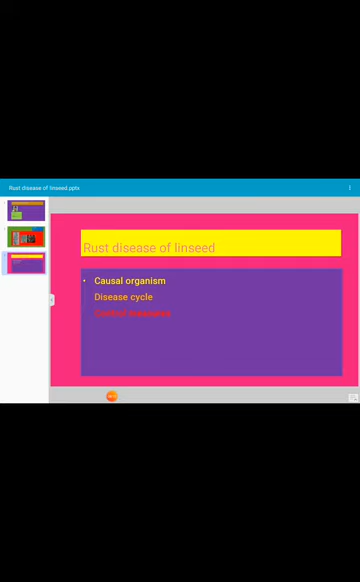 Rust disease of linseed.pptx
Rust disease of linseed
• Causal organism
Disease cycle
Control measures